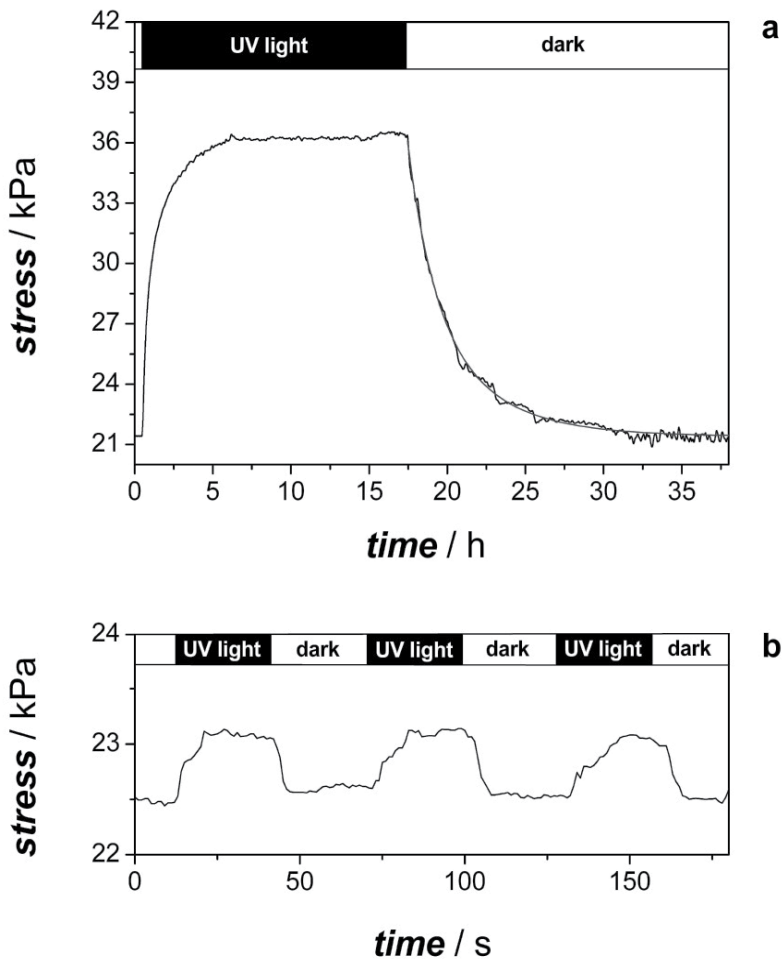 a
UV light dark
42
39
36
33
30
27
24
21
stress / kPa
0 5 10 15 20 25 30 35
time / h
b
UV light dark UV light dark UV light dark
24
23
22
stress / kPa
0 50 100 150
time / s